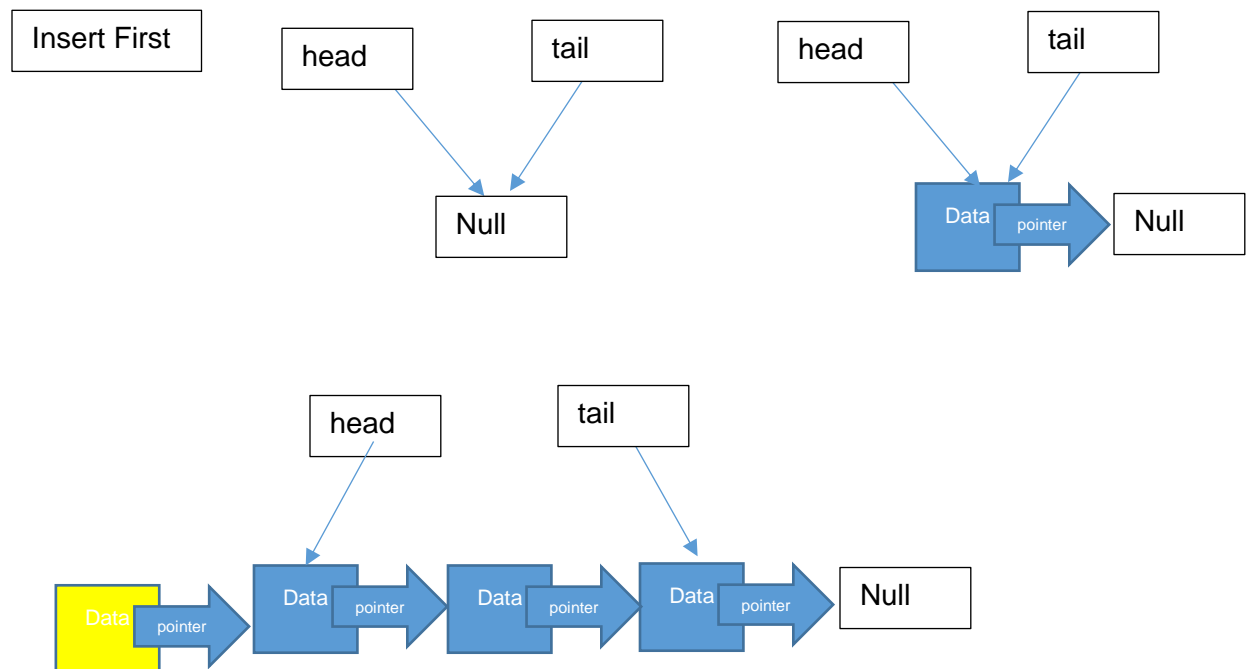 Insert First
head
tail
head
tail
Null
Data
pointer
Null
head
tail
Data
pointer
Data
pointer
Data
pointer
Data
pointer
Null